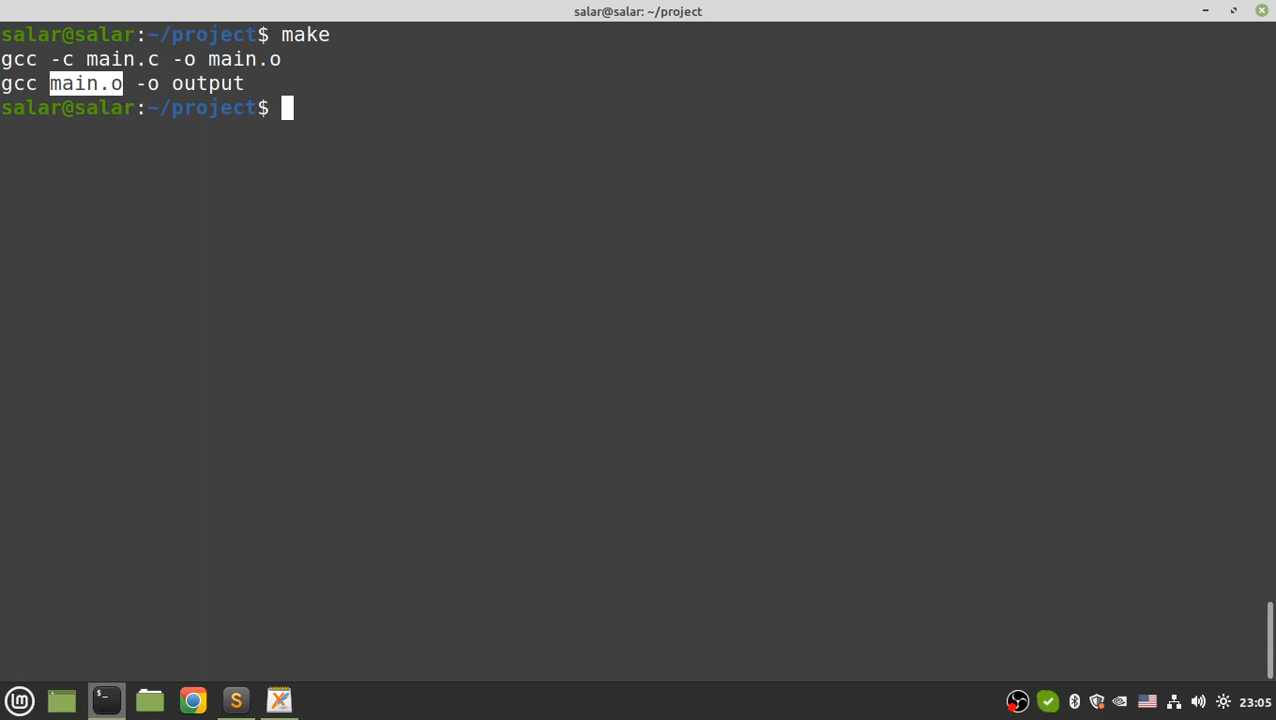 salar@salar: ~/project
salar@salar:~/project$ make
gcc -c main.c -o main.o
gcc main.o -o output
salar@salar:~/project$
23:05